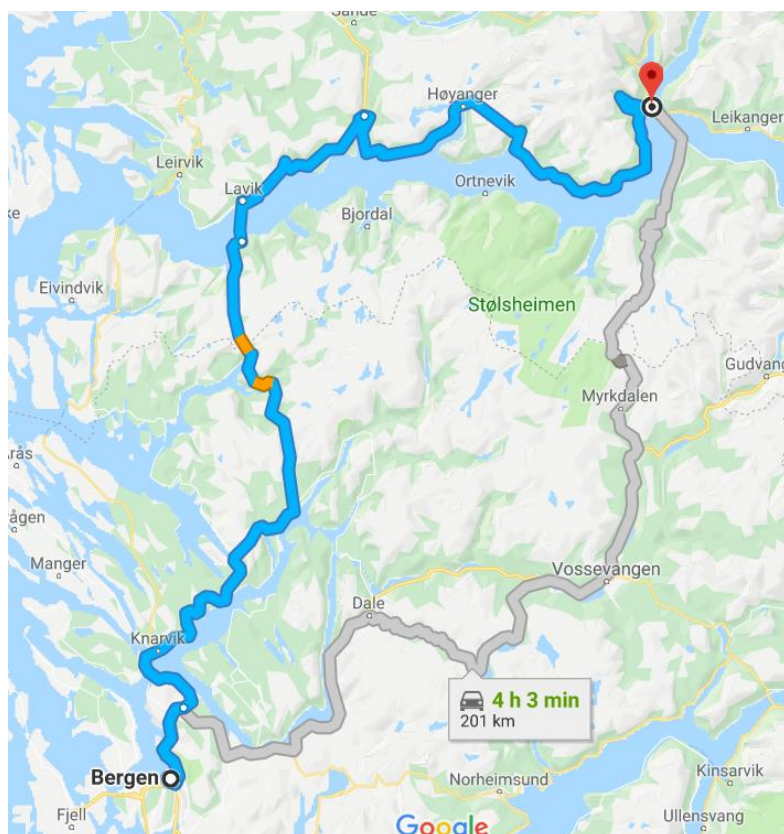 Sande
Høyanger
Leikanger
Leirvik
Lavik
Ortnevik
Bjordal
Eivindvik
Stølsheimen
Gudvang
Myrkdalen
Arås
Manger
Vossevangen
Dale
Knarvik
4 h 3 min
201 km
Bergen
Norheimsund
Kinsarvik
Fjell
Ullensvang
Google